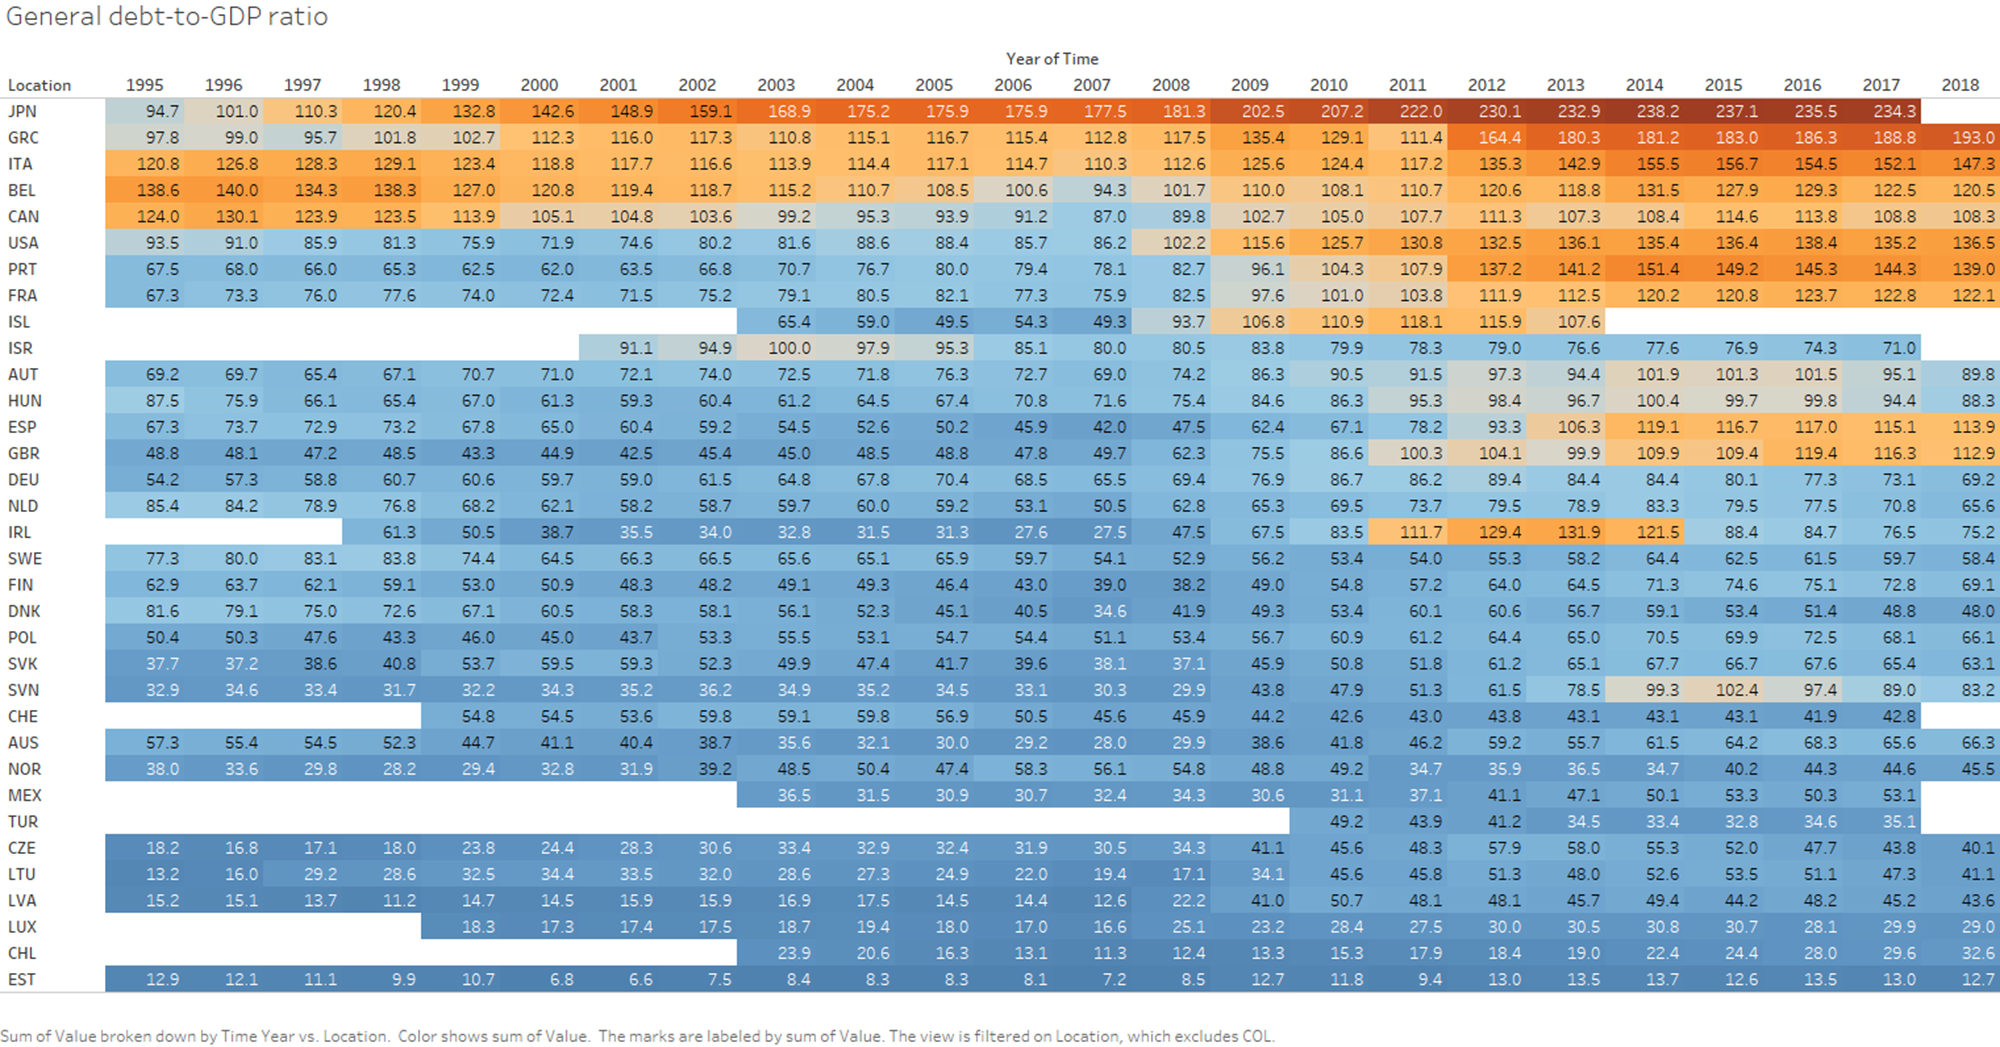 General debt-to-GDP ratio
Year of Time
Location 1995 1996 1997 1998 1999 2000 2001 2002 2003 2004 2005 2006 2007 2008 2009 2010 2011 2012 2013 2014 2015 2016 2017 2018
JPN 94.7 101.0 110.3 120.4 132.8 142.6 148.9 159.1 168.9 175.2 175.9 175.9 177.5 181.3 202.5 207.2 222.0 230.1 232.9 238.2 237.1 235.5 234.3
GRC 97.8 99.0 95.7 101.8 102.7 112.3 116.0 117.3 110.8 115.1 116.7 115.4 112.8 117.5 135.4 129.1 111.4 164.4 180.3 181.2 183.0 186.3 188.8 193.0
ITA 120.8 126.8 128.3 129.1 123.4 118.8 117.7 116.6 113.9 114.4 117.1 114.7 110.3 112.6 125.6 124.4 117.2 135.3 142.9 155.5 156.7 154.5 152.1 147.3
BEL 138.6 140.0 134.3 138.3 127.0 120.8 119.4 118.7 115.2 110.7 108.5 100.6 94.3 101.7 110.0 108.1 110.7 120.6 118.8 131.5 127.9 129.3 122.5 120.5
CAN 124.0 130.1 123.9 123.5 113.9 105.1 104.8 103.6 99.2 95.3 93.9 91.2 87.0 89.8 102.7 105.0 107.7 111.3 107.3 108.4 114.6 113.8 108.8 108.3
USA 93.5 91.0 85.9 81.3 75.9 71.9 74.6 80.2 81.6 88.6 88.4 85.7 86.2 102.2 115.6 125.7 130.8 132.5 136.1 135.4 136.4 138.4 135.2 136.5
PRT 67.5 68.0 66.0 65.3 62.5 62.0 63.5 66.8 70.7 76.7 80.0 79.4 78.1 82.7 96.1 104.3 107.9 137.2 141.2 151.4 149.2 145.3 144.3 139.0
FRA 67.3 73.3 76.0 77.6 74.0 72.4 71.5 75.2 79.1 80.5 82.1 77.3 75.9 82.5 97.6 101.0 103.8 111.9 112.5 120.2 120.8 123.7 122.8 122.1
ISL 65.4 59.0 49.5 54.3 49.3 93.7 106.8 110.9 118.1 115.9 107.6
ISR 91.1 94.9 100.0 97.9 95.3 85.1 80.0 80.5 83.8 79.9 78.3 79.0 76.6 77.6 76.9 74.3 71.0
AUT 69.2 69.7 65.4 67.1 70.7 71.0 72.1 74.0 72.5 71.8 76.3 72.7 69.0 74.2 86.3 90.5 91.5 97.3 94.4 101.9 101.3 101.5 95.1 89.8
HUN 87.5 75.9 66.1 65.4 67.0 61.3 59.3 60.4 61.2 64.5 67.4 70.8 71.6 75.4 84.6 86.3 95.3 98.4 96.7 100.4 99.7 99.8 94.4 88.3
ESP 67.3 73.7 72.9 73.2 67.8 65.0 60.4 59.2 54.5 52.6 50.2 45.9 42.0 47.5 62.4 67.1 78.2 93.3 106.3 119.1 116.7 117.0 115.1 113.9
GBR 48.8 48.1 47.2 48.5 43.3 44.9 42.5 45.4 45.0 48.5 48.8 47.8 49.7 62.3 75.5 86.6 100.3 104.1 99.9 109.9 109.4 119.4 116.3 112.9
DEU 54.2 57.3 58.8 60.7 60.6 59.7 59.0 61.5 64.8 67.8 70.4 68.5 65.5 69.4 76.9 86.7 86.2 89.4 84.4 84.4 80.1 77.3 73.1 69.2
NLD 85.4 84.2 78.9 76.8 68.2 62.1 58.2 58.7 59.7 60.0 59.2 53.1 50.5 62.8 65.3 69.5 73.7 79.5 78.9 83.3 79.5 77.5 70.8 65.6
IRL 61.3 50.5 38.7 35.5 34.0 32.8 31.5 31.3 27.6 27.5 47.5 67.5 83.5 111.7 129.4 131.9 121.5 88.4 84.7 76.5 75.2
SWE 77.3 80.0 83.1 83.8 74.4 64.5 66.3 66.5 65.6 65.1 65.9 59.7 54.1 52.9 56.2 53.4 54.0 55.3 58.2 64.4 62.5 61.5 59.7 58.4
FIN 62.9 63.7 62.1 59.1 53.0 50.9 48.3 48.2 49.1 49.3 46.4 43.0 39.0 38.2 49.0 54.8 57.2 64.0 64.5 71.3 74.6 75.1 72.8 69.1
DNK 81.6 79.1 75.0 72.6 67.1 60.5 58.3 58.1 56.1 52.3 45.1 40.5 34.6 41.9 49.3 53.4 60.1 60.6 56.7 59.1 53.4 51.4 48.8 48.0
POL 50.4 50.3 47.6 43.3 46.0 45.0 43.7 53.3 55.5 53.1 54.7 54.4 51.1 53.4 56.7 60.9 61.2 64.4 65.0 70.5 69.9 72.5 68.1 66.1
SVK 37.7 37.2 38.6 40.8 53.7 59.5 59.3 52.3 49.9 47.4 41.7 39.6 38.1 37.1 45.9 50.8 51.8 61.2 65.1 67.7 66.7 67.6 65.4 63.1
SVN 32.9 34.6 33.4 31.7 32.2 34.3 35.2 36.2 34.9 35.2 34.5 33.1 30.3 29.9 43.8 47.9 51.3 61.5 78.5 99.3 102.4 97.4 89.0 83.2
CHE 54.8 54.5 53.6 59.8 59.1 59.8 56.9 50.5 45.6 45.9 44.2 42.6 43.0 43.8 43.1 43.1 43.1 41.9 42.8
AUS 57.3 55.4 54.5 52.3 44.7 41.1 40.4 38.7 35.6 32.1 30.0 29.2 28.0 29.9 38.6 41.8 46.2 59.2 55.7 61.5 64.2 68.3 65.6 66.3
NOR 38.0 33.6 29.8 28.2 29.4 32.8 31.9 39.2 48.5 50.4 47.4 58.3 56.1 54.8 48.8 49.2 34.7 35.9 36.5 34.7 40.2 44.3 44.6 45.5
MEX 36.5 31.5 30.9 30.7 32.4 34.3 30.6 31.1 37.1 41.1 47.1 50.1 53.3 50.3 53.1
TUR 49.2 43.9 41.2 34.5 33.4 32.8 34.6 35.1
CZE 18.2 16.8 17.1 18.0 23.8 24.4 28.3 30.6 33.4 32.9 32.4 31.9 30.5 34.3 41.1 45.6 48.3 57.9 58.0 55.3 52.0 47.7 43.8 40.1
LTU 13.2 16.0 29.2 28.6 32.5 34.4 33.5 32.0 28.6 27.3 24.9 22.0 19.4 17.1 34.1 45.6 45.8 51.3 48.0 52.6 53.5 51.1 47.3 41.1
LVA 15.2 15.1 13.7 11.2 14.7 14.5 15.9 15.9 16.9 17.5 14.5 14.4 12.6 22.2 41.0 50.7 48.1 48.1 45.7 49.4 44.2 48.2 45.2 43.6
LUX 18.3 17.3 17.4 17.5 18.7 19.4 18.0 17.0 16.6 25.1 23.2 28.4 27.5 30.0 30.5 30.8 30.7 28.1 29.9 29.0
CHL 23.9 20.6 16.3 13.1 11.3 12.4 13.3 15.3 17.9 18.4 19.0 22.4 24.4 28.0 29.6 32.6
EST 12.9 12.1 11.1 9.9 10.7 6.8 6.6 7.5 8.4 8.3 8.3 8.1 7.2 8.5 12.7 11.8 9.4 13.0 13.5 13.7 12.6 13.5 13.0 12.7
Sum of Value broken down by Time Year vs. Location. Color shows sum of Value. The marks are labeled by sum of Value. The view is filtered on Location, which excludes COL.